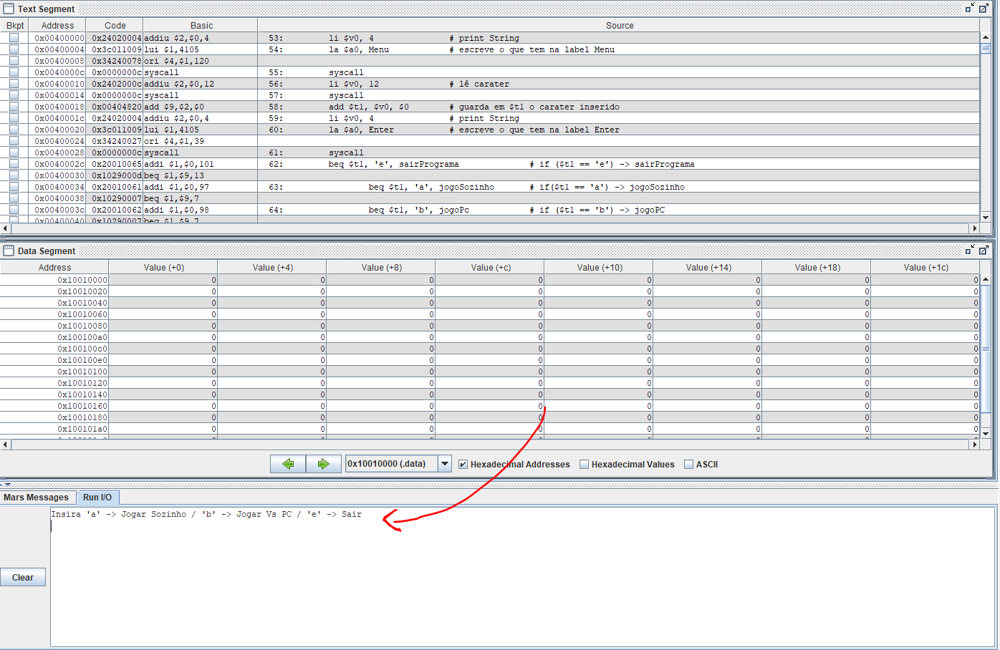 Text Segment
Bkpt Address Code Basic Source
0x00400000 0x24020004 addiu $2,$0,4 53: li $v0, 4 # print String
0x00400004 0x3c011009 lui $1,4105 54: la $a0, Menu # escreve o que tem na label Menu
0x00400008 0x34240078 ori $4,$1,120
0x0040000c 0x0000000c syscall 55: syscall
0x00400010 0x2402000c addiu $2,$0,12 56: li $v0, 12 # lê carater
0x00400014 0x0000000c syscall 57: syscall
0x00400018 0x00404820 add $9,$2,$0 58: add $t1, $v0, $0 # guarda em $t1 o carater inserido
0x0040001c 0x24020004 addiu $2,$0,4 59: li $v0, 4 # print String
0x00400020 0x3c011009 lui $1,4105 60: la $a0, Enter # escreve o que tem na label Enter
0x00400024 0x34240027 ori $4,$1,39
0x00400028 0x0000000c syscall 61: syscall
0x0040002c 0x20010065 addi $1,$0,101 62: beq $t1, 'e', sairPrograma # if ($t1 == 'e') -> sairPrograma
0x00400030 0x1029000d beq $1,$9,13
0x00400034 0x20010061 addi $1,$0,97 63: beq $t1, 'a', jogoSozinho # if($t1 == 'a') -> jogoSozinho
0x00400038 0x10290007 beq $1,$9,7
0x0040003c 0x20010062 addi $1,$0,98 64: beq $t1, 'b', jogoPc # if ($t1 == 'b') -> jogoPC
0x00400040 0x10290007 beq $1,$9,7
Data Segment
Address Value (+0) Value (+4) Value (+8) Value (+c) Value (+10) Value (+14) Value (+18) Value (+1c)
0x10010000 0 0 0 0 0 0 0 0
0x10010020 0 0 0 0 0 0 0 0
0x10010040 0 0 0 0 0 0 0 0
0x10010060 0 0 0 0 0 0 0 0
0x10010080 0 0 0 0 0 0 0 0
0x100100a0 0 0 0 0 0 0 0 0
0x100100c0 0 0 0 0 0 0 0 0
0x100100e0 0 0 0 0 0 0 0 0
0x10010100 0 0 0 0 0 0 0 0
0x10010120 0 0 0 0 0 0 0 0
0x10010140 0 0 0 0 0 0 0 0
0x10010160 0 0 0 0 0 0 0 0
0x10010180 0 0 0 0 0 0 0 0
0x100101a0 0 0 0 0 0 0 0 0
0x10010000 (.data) Hexadecimal Addresses Hexadecimal Values ASCII
Mars Messages Run I/O
Insira 'a' -> Jogar Sozinho / 'b' -> Jogar Vs PC / 'e' -> Sair
Clear